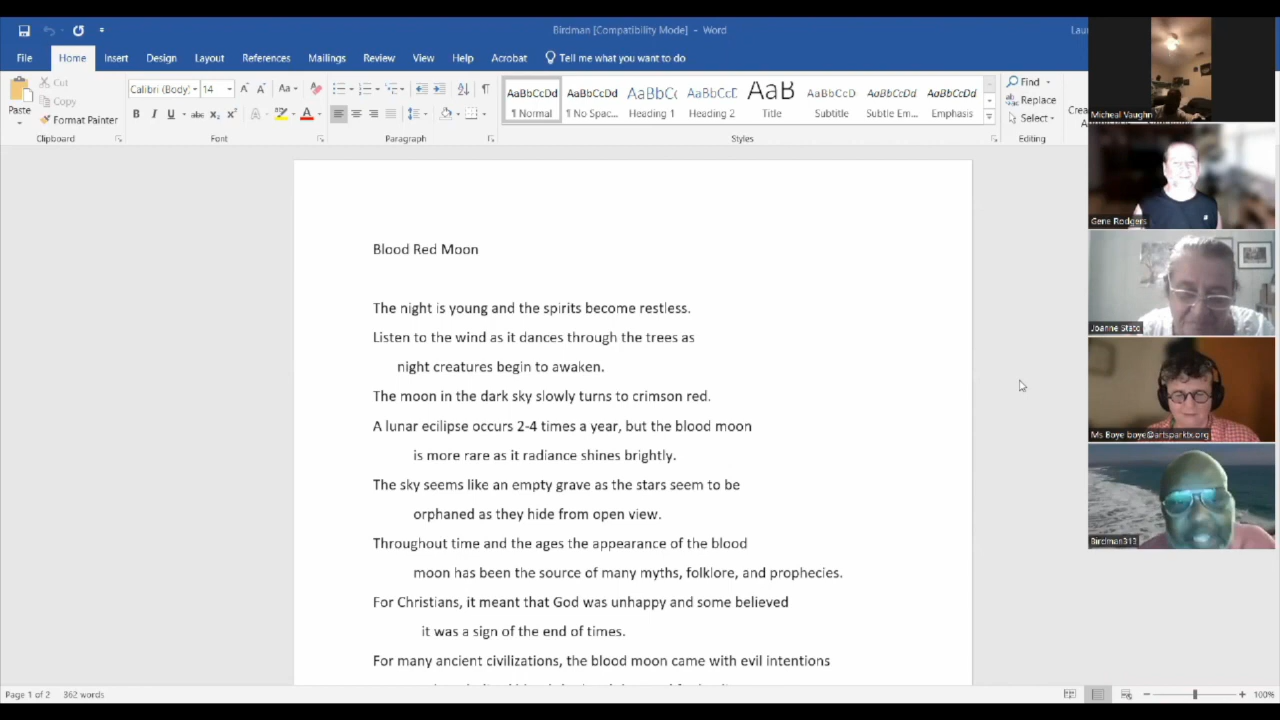 Birdman [Compatibility Mode] - Word
Lau
File Home Insert Design Layout References Mailings Review View Help Acrobat Tell me what you want to do
Paste
Cut
Copy
Format Painter
Clipboard
Calibri (Body) 14
Font
Paragraph
AaBbCcDd AaBbCcDd AaBbCc AaBbCcC AaB AaBbCcD AaBbCcDd AaBbCcDd
¶ Normal ¶ No Spac... Heading 1 Heading 2 Title Subtitle Subtle Em... Emphasis
Styles
Find
Replace
Select
Editing
Micheal Vaughn
Gene Rodgers
Joanne Stato
Ms Boye boye@artsparktx.org
Birdman313
Blood Red Moon
The night is young and the spirits become restless.
Listen to the wind as it dances through the trees as
night creatures begin to awaken.
The moon in the dark sky slowly turns to crimson red.
A lunar ecilipse occurs 2-4 times a year, but the blood moon
is more rare as it radiance shines brightly.
The sky seems like an empty grave as the stars seem to be
orphaned as they hide from open view.
Throughout time and the ages the appearance of the blood
moon has been the source of many myths, folklore, and prophecies.
For Christians, it meant that God was unhappy and some believed
it was a sign of the end of times.
For many ancient civilizations, the blood moon came with evil intentions
Page 1 of 2 362 words
100%